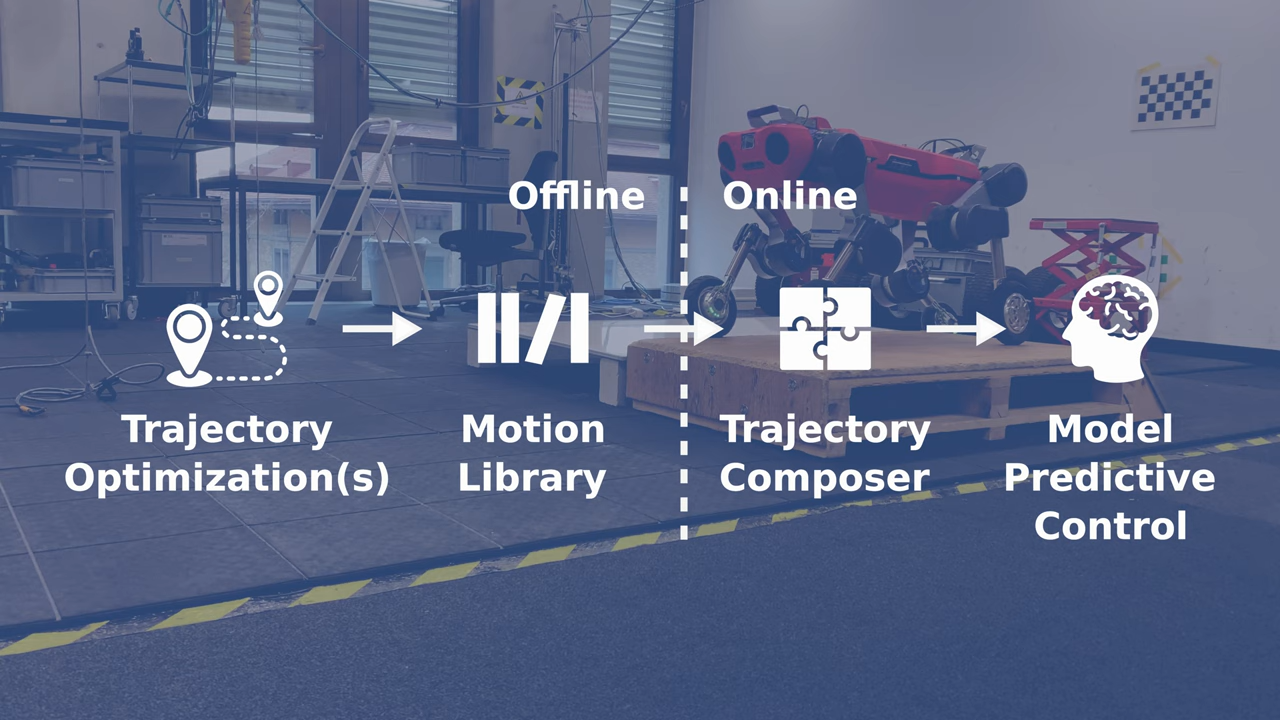 Offline
Online
Trajectory
Optimization(s)
Motion
Library
Trajectory
Composer
Model
Predictive
Control